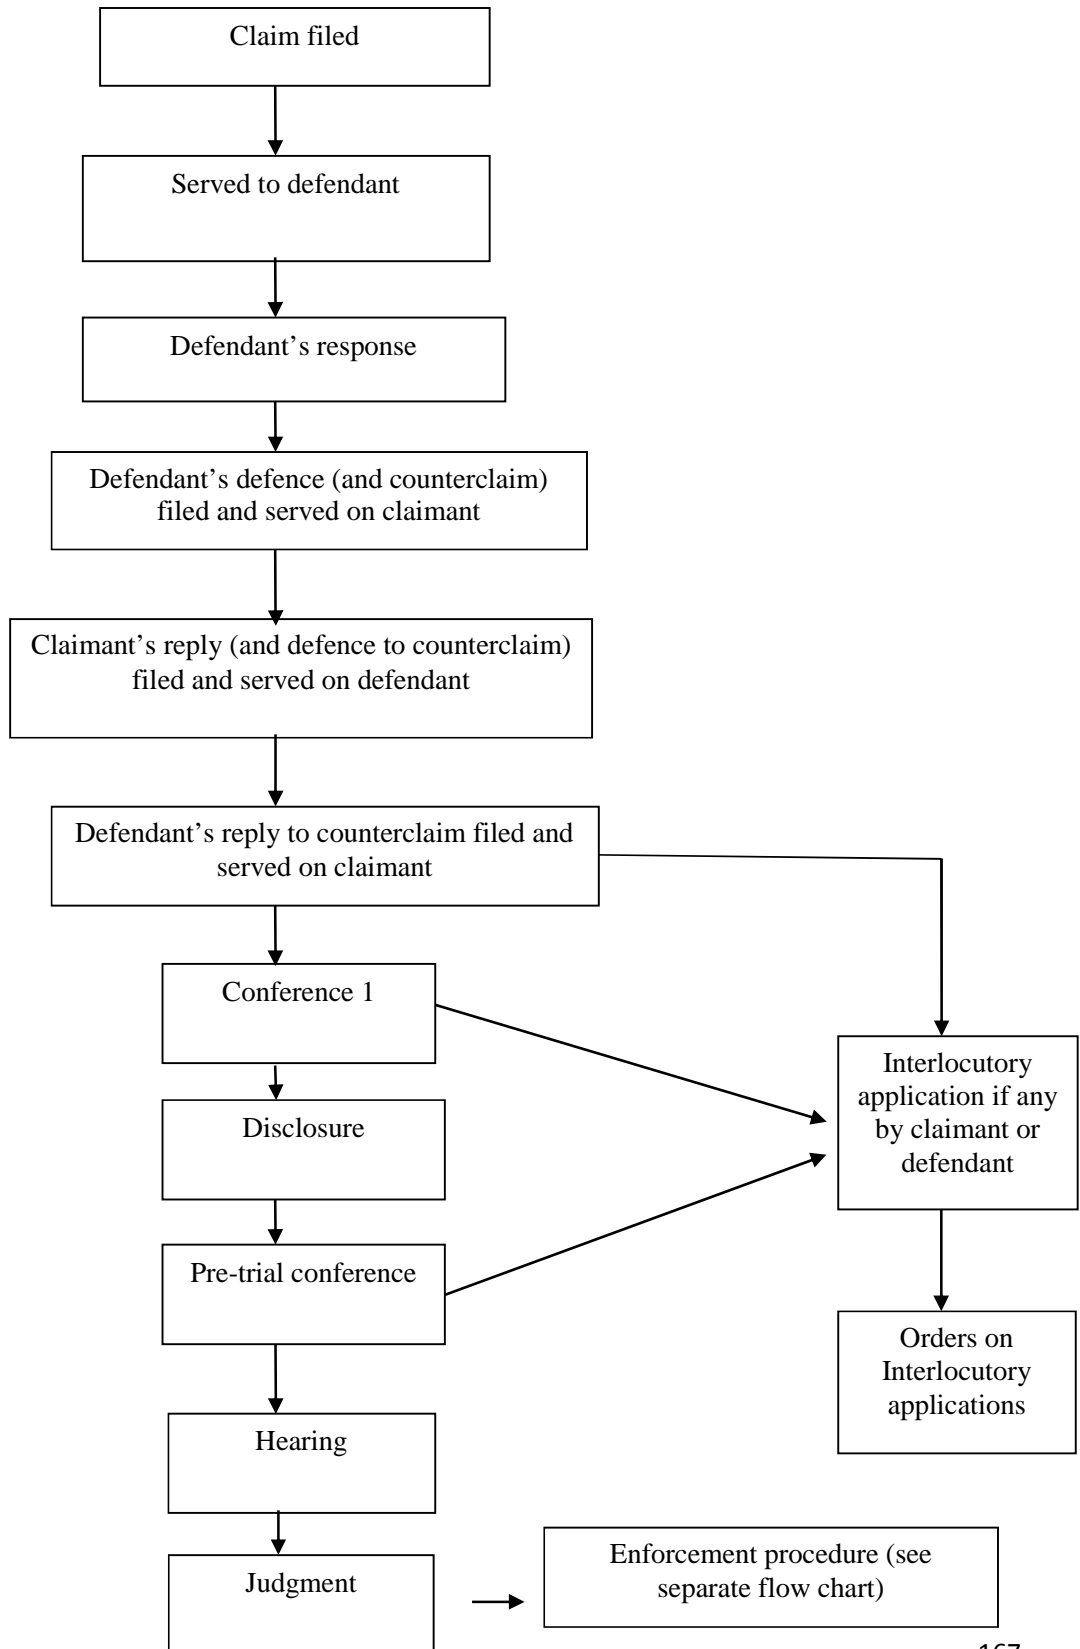 Claim filed
Served to defendant
Defendant’s response
Defendant’s defence (and counterclaim)
filed and served on claimant
Claimant’s reply (and defence to counterclaim)
filed and served on defendant
Defendant’s reply to counterclaim filed and
served on claimant
Conference 1
Disclosure
Pre-trial conference
Interlocutory
application if any
by claimant or
defendant
Orders on
Interlocutory
applications
Hearing
Judgment
Enforcement procedure (see
separate flow chart)